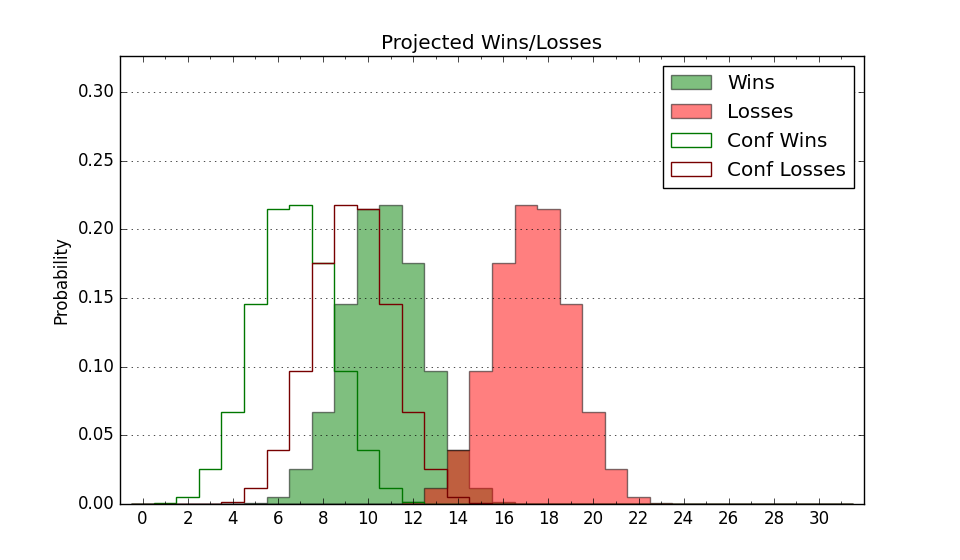 Projected Wins/Losses
0.30
0.25
0.20
0.15
0.10
0.05
0.00
Probability
Wins
Losses
Conf Wins
Conf Losses
0 2 4 6 8 10 12 14 16 18 20 22 24 26 28 30